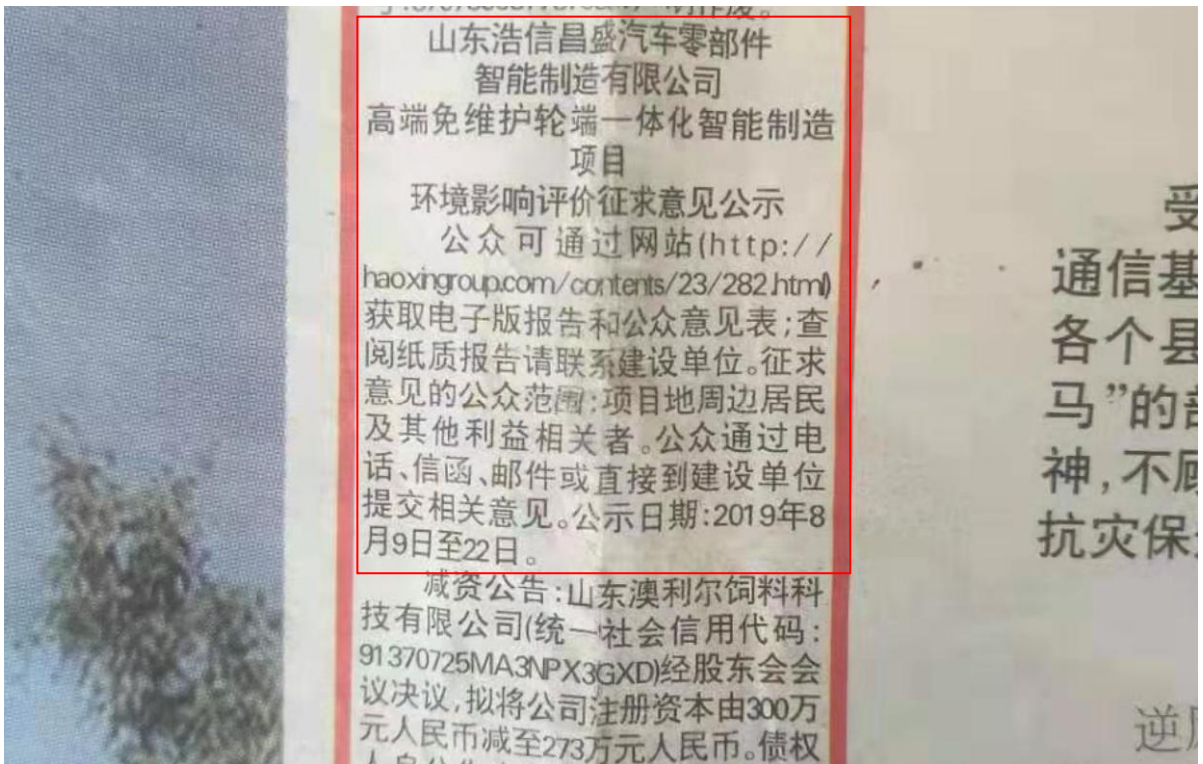 山东浩信昌盛汽车零部件
智能制造有限公司
高端免维护轮端一体化智能制造
项目
环境影响评价征求意见公示
公众可通过网站(http://
haoxingroup.com/contents/23/282.html)
获取电子版报告和公众意见表;查
阅纸质报告请联系建设单位。征求
意见的公众范围:项目地周边居民
及其他利益相关者。公众通过电
话、信函、邮件或直接到建设单位
提交相关意见。公示日期:2019年8
月9日至22日。
减资公告:山东澳利尔饲料科
技有限公司(统一社会信用代码:
91370725MA3NPX3GXD)经股东会会
议决议,拟将公司注册资本由300万
元人民币减至273万元人民币。债权
受
通信基
各个县
马”的
神,不顾
抗灾保
逆